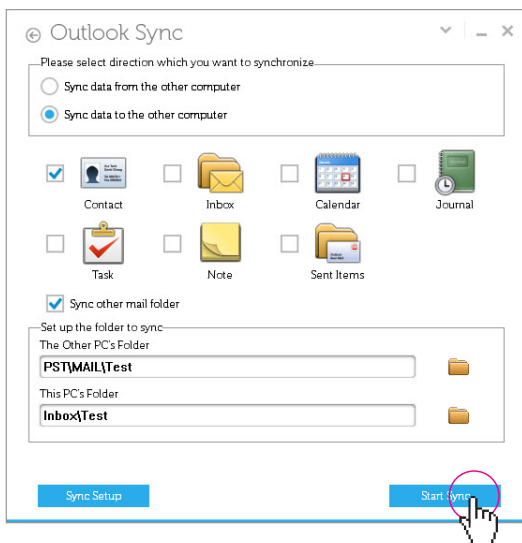 Outlook Sync
Please select direction which you want to synchronize
Sync data from the other computer
Sync data to the other computer
Contact Inbox Calendar Journal
Task Note Sent Items
Sync other mail folder
Set up the folder to sync
The Other PC's Folder
PST\MAIL\Test
This PC's Folder
Inbox\Test
Sync Setup Start Sync